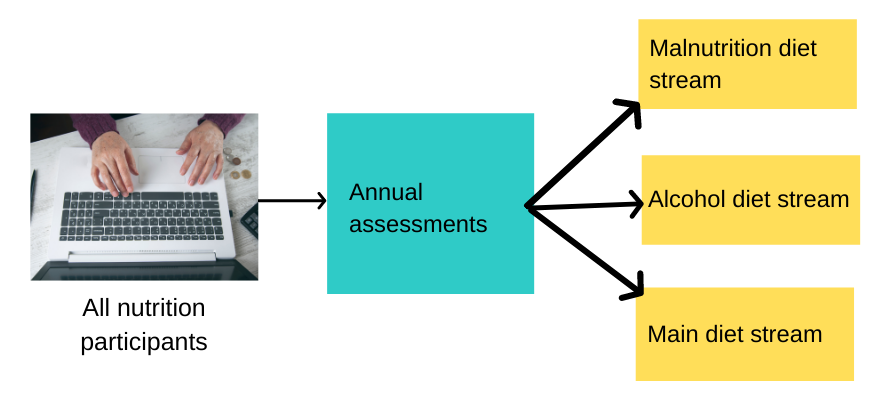 Malnutrition diet
stream
Annual
assessments
Alcohol diet stream
All nutrition
participants
Main diet stream